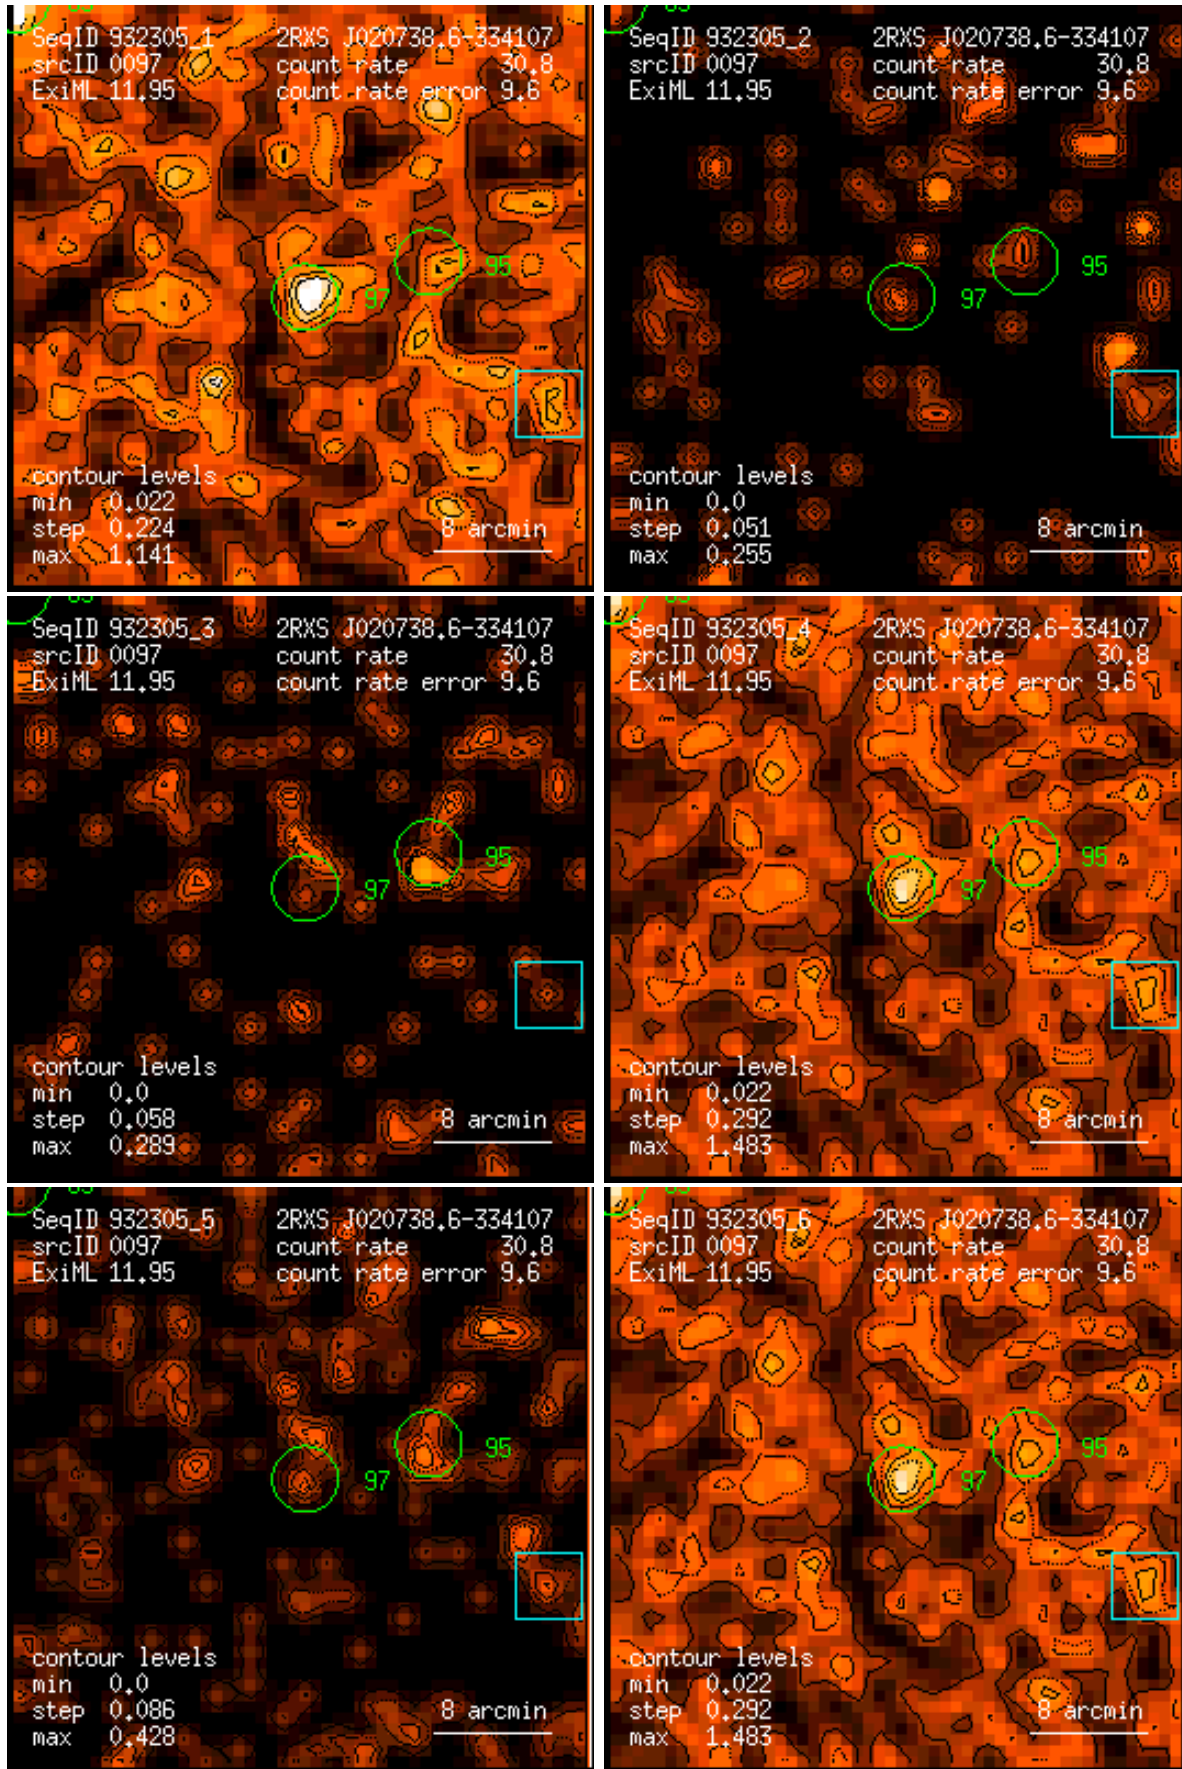 SeqID 932305_1 2RXS J020738.6-334107
srcID 0097 count rate 30.8
ExiML 11.95 count rate error 9.6
95
97
contour levels
min 0.022
step 0.224 8 arcmin
max 1.141
SeqID 932305_2 2RXS J020738.6-334107
srcID 0097 count rate 30.8
ExiML 11.95 count rate error 9.6
95
97
contour levels
min 0.0
step 0.051 8 arcmin
max 0.255
SeqID 932305_3 2RXS J020738.6-334107
srcID 0097 count rate 30.8
ExiML 11.95 count rate error 9.6
95
97
contour levels
min 0.0
step 0.058 8 arcmin
max 0.289
SeqID 932305_4 2RXS J020738.6-334107
srcID 0097 count rate 30.8
ExiML 11.95 count rate error 9.6
95
97
contour levels
min 0.022
step 0.292 8 arcmin
max 1.483
SeqID 932305_5 2RXS J020738.6-334107
srcID 0097 count rate 30.8
ExiML 11.95 count rate error 9.6
95
97
contour levels
min 0.0
step 0.086 8 arcmin
max 0.428
SeqID 932305_6 2RXS J020738.6-334107
srcID 0097 count rate 30.8
ExiML 11.95 count rate error 9.6
95
97
contour levels
min 0.022
step 0.292 8 arcmin
max 1.483